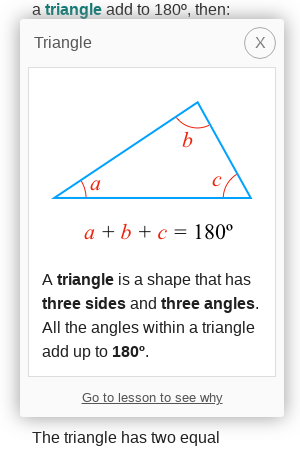 a triangle add to 180º, then:
Triangle
X
b
a
c
a + b + c = 180º
A triangle is a shape that has
three sides and three angles.
All the angles within a triangle
add up to 180º.
Go to lesson to see why
The triangle has two equal